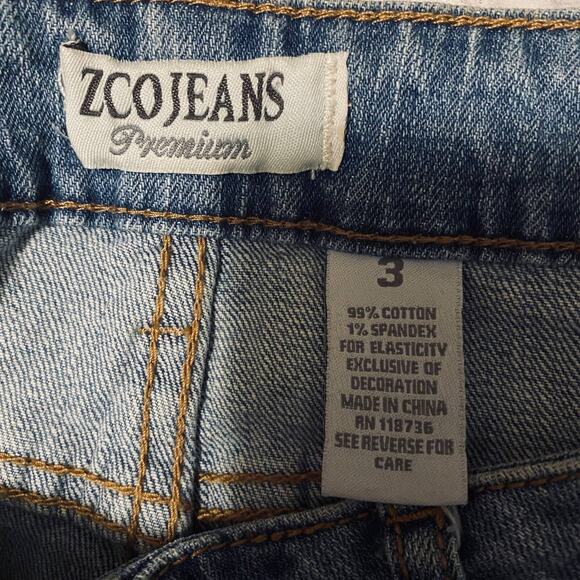 ZCOJEANS
Premium
3
99% COTTON
1% SPANDEX
FOR ELASTICITY
EXCLUSIVE OF
DECORATION
MADE IN CHINA
RN 118736
SEE REVERSE FOR
CARE